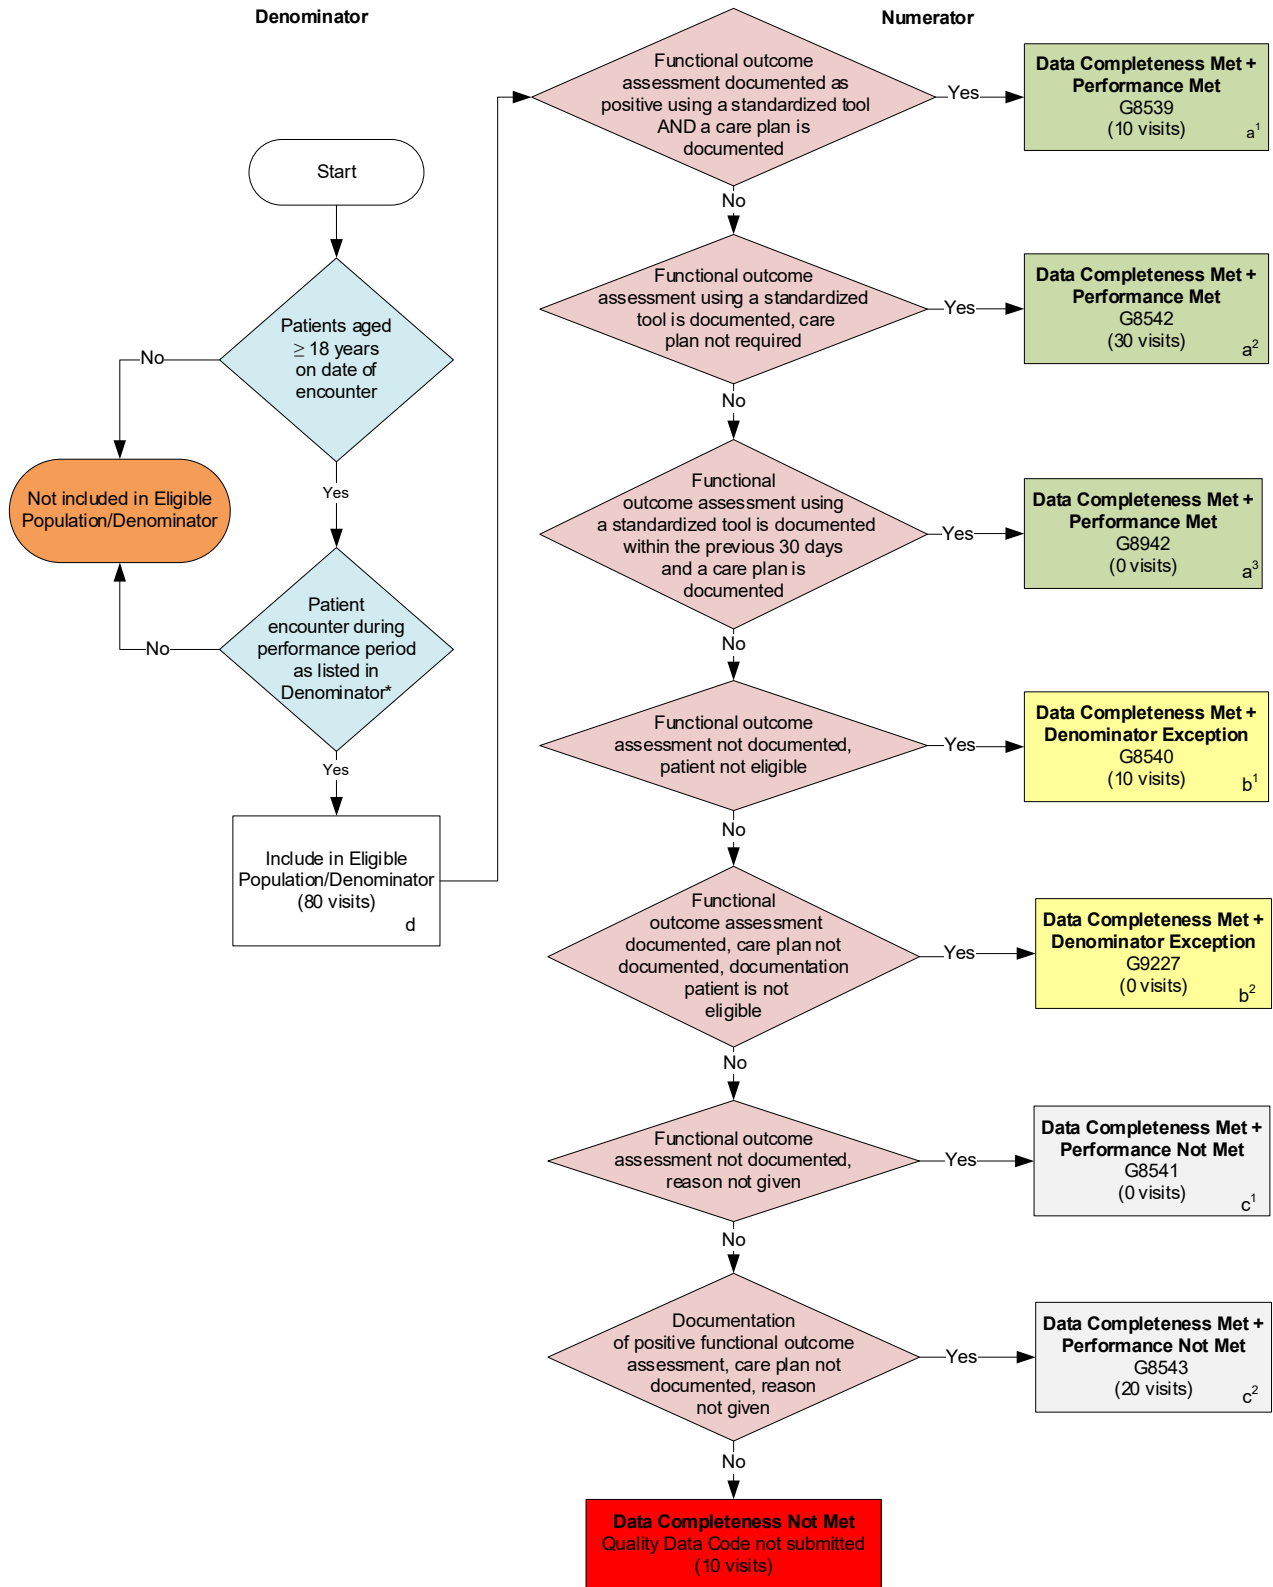 Denominator
Start
Patients aged
≥ 18 years
on date of
encounter
No
Yes
Not included in Eligible
Population/Denominator
Patient
encounter during
performance period
as listed in
Denominator*
No
Yes
Include in Eligible
Population/Denominator
(80 visits)
d
Numerator
Functional outcome
assessment documented as
positive using a standardized tool
AND a care plan is
documented
Yes
Data Completeness Met +
Performance Met
G8539
(10 visits)
a¹
No
Functional outcome
assessment using a standardized
tool is documented, care
plan not required
Yes
Data Completeness Met +
Performance Met
G8542
(30 visits)
a²
No
Functional
outcome assessment using
a standardized tool is documented
within the previous 30 days
and a care plan is
documented
Yes
Data Completeness Met +
Performance Met
G8942
(0 visits)
a³
No
Functional outcome
assessment not documented,
patient not eligible
Yes
Data Completeness Met +
Denominator Exception
G8540
(10 visits)
b¹
No
Functional
outcome assessment
documented, care plan not
documented, documentation
patient is not
eligible
Yes
Data Completeness Met +
Denominator Exception
G9227
(0 visits)
b²
No
Functional outcome
assessment not documented,
reason not given
Yes
Data Completeness Met +
Performance Not Met
G8541
(0 visits)
c¹
No
Documentation
of positive functional outcome
assessment, care plan not
documented, reason
not given
Yes
Data Completeness Met +
Performance Not Met
G8543
(20 visits)
c²
No
Data Completeness Not Met
Quality Data Code not submitted
(10 visits)